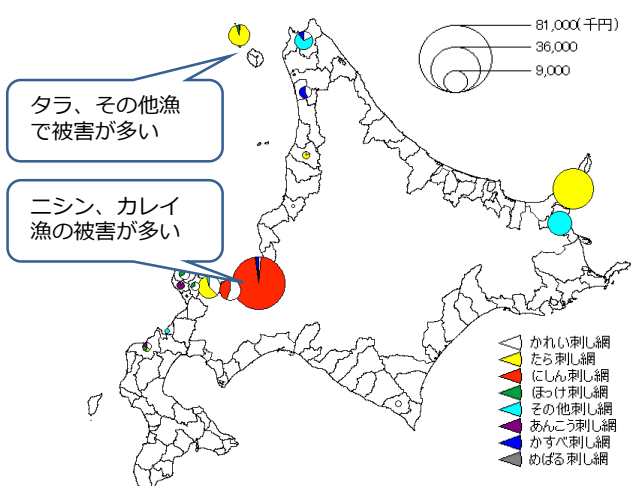 81,000(千円)
36,000
9,000
タラ、その他漁
で被害が多い
ニシン、カレイ
漁の被害が多い
かれい刺し網
たら刺し網
にしん刺し網
ほっけ刺し網
その他刺し網
あんこう刺し網
かすべ刺し網
めばる刺し網